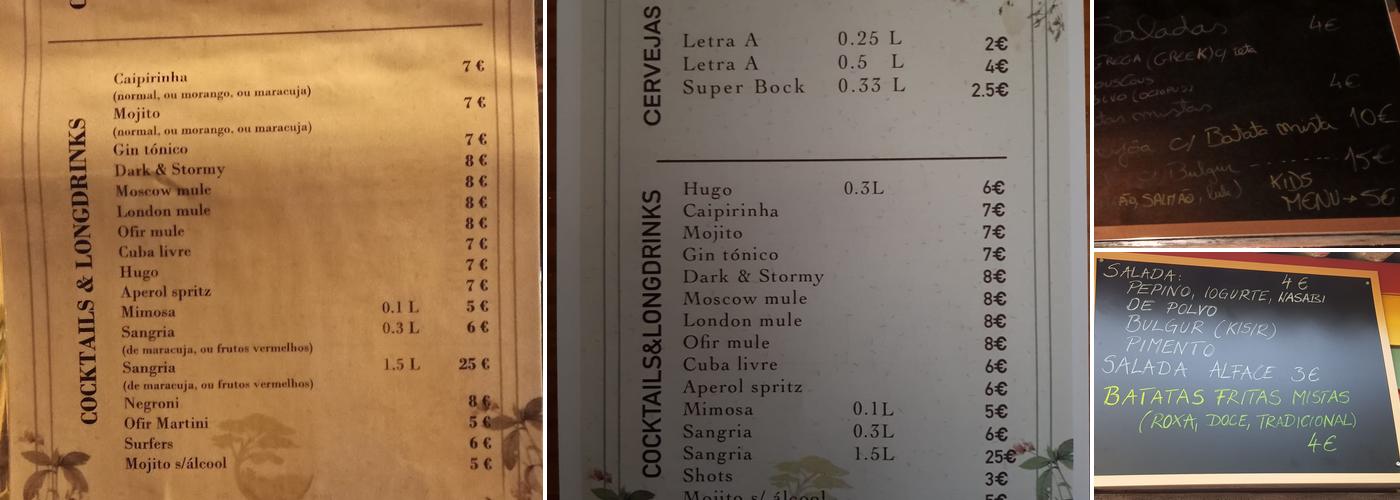 COCKTAILS & LONGDRINKS
Caipirinha 7 €
(normal, ou morango, ou maracuja)
Mojito 7 €
(normal, ou morango, ou maracuja)
Gin tónico 7 €
Dark & Stormy 8 €
Moscow mule 8 €
London mule 8 €
Ofir mule 8 €
Cuba livre 7 €
Hugo 7 €
Aperol spritz 7 €
Mimosa 0.1 L 5 €
Sangria 0.3 L 6 €
(de maracuja, ou frutos vermelhos)
Sangria 1.5 L 25 €
(de maracuja, ou frutos vermelhos)
Negroni 8 €
Ofir Martini 5 €
Surfers 6 €
Mojito s/álcool 5 €
CERVEJAS
Letra A 0.25 L 2€
Letra A 0.5 L 4€
Super Bock 0.33 L 2.5€
COCKTAILS&LONGDRINKS
Hugo 0.3L 6€
Caipirinha 7€
Mojito 7€
Gin tónico 7€
Dark & Stormy 8€
Moscow mule 8€
London mule 8€
Ofir mule 8€
Cuba livre 6€
Aperol spritz 6€
Mimosa 0.1L 5€
Sangria 0.3L 6€
Sangria 1.5L 25€
Shots 3€
Mojito s/ álcool 5€
Saladas 4€
(GREEK)
4€
mistas
c/ Batata mista 10€
Bulgur 15€
SALMÃO, KIDS
MENU → 5€
SALADA: 4€
PEPINO, IOGURTE, WASABI
DE POLVO
BULGUR (KISIR)
PIMENTO
SALADA ALFACE 3€
BATATAS FRITAS MISTAS
(ROXA, DOCE, TRADICIONAL)
4€